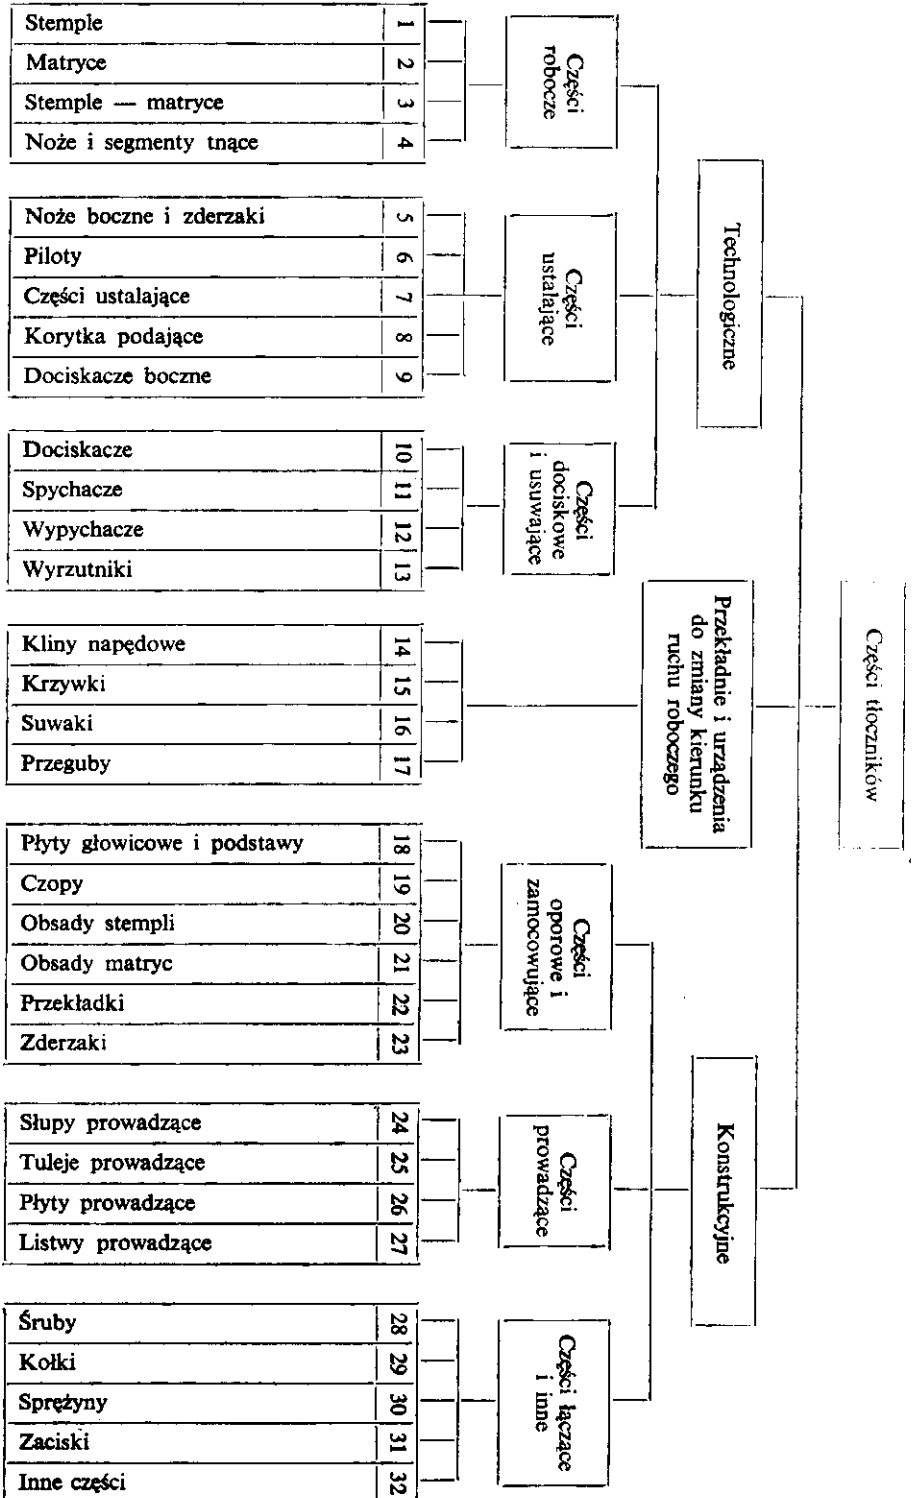 Części tłoczników
Technologiczne
Przekładnie i urządzenia
do zmiany kierunku
ruchu roboczego
Konstrukcyjne
Części
robocze
Części
ustalające
Części
dociskowe
i usuwające
Części
oporowe i
zamocowujące
Części
prowadzące
Części łączące
i inne
Stemple 1
Matryce 2
Stemple — matryce 3
Noże i segmenty tnące 4
Noże boczne i zderzaki 5
Piloty 6
Części ustalające 7
Korytka podające 8
Dociskacze boczne 9
Dociskacze 10
Spychacze 11
Wypychacze 12
Wyrzutniki 13
Kliny napędowe 14
Krzywki 15
Suwaki 16
Przeguby 17
Płyty głowicowe i podstawy 18
Czopy 19
Obsady stempli 20
Obsady matryc 21
Przekładki 22
Zderzaki 23
Słupy prowadzące 24
Tuleje prowadzące 25
Płyty prowadzące 26
Listwy prowadzące 27
Śruby 28
Kołki 29
Sprężyny 30
Zaciski 31
Inne części 32